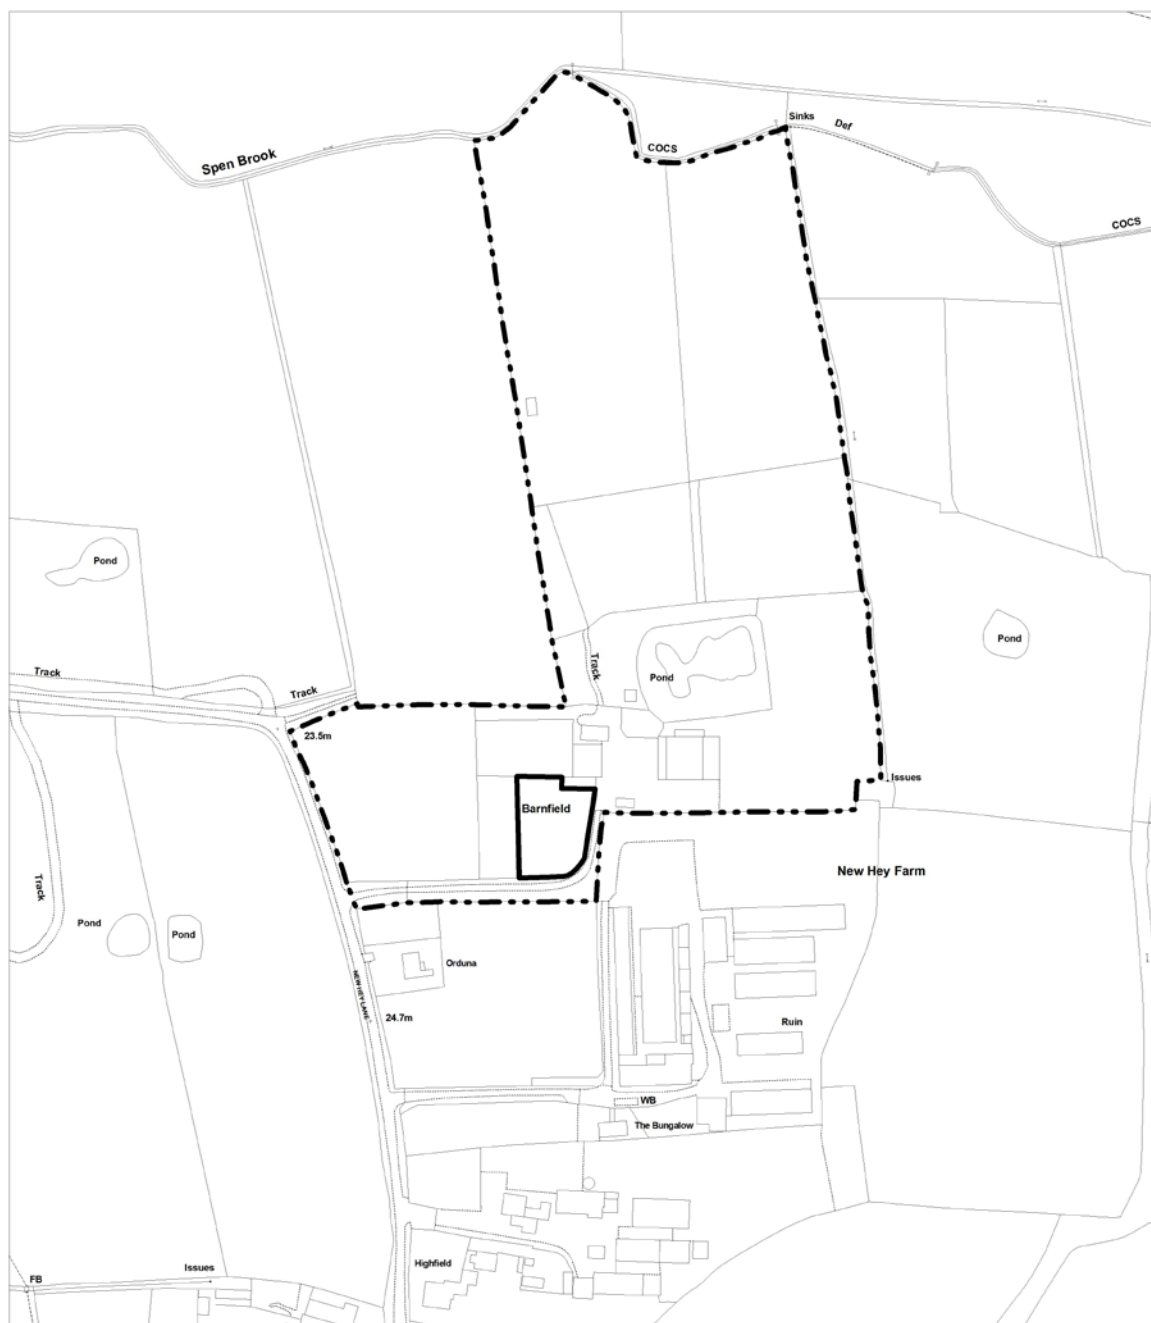 Sinks
Def
COCS
Spen Brook
COCS
Pond
Pond
Track
Track
Track
Pond
23.5m
Issues
Barnfield
New Hey Farm
Track
Pond
Pond
Orduna
NEW HEY LANE
24.7m
Ruin
WB
The Bungalow
Highfield
Issues
FB